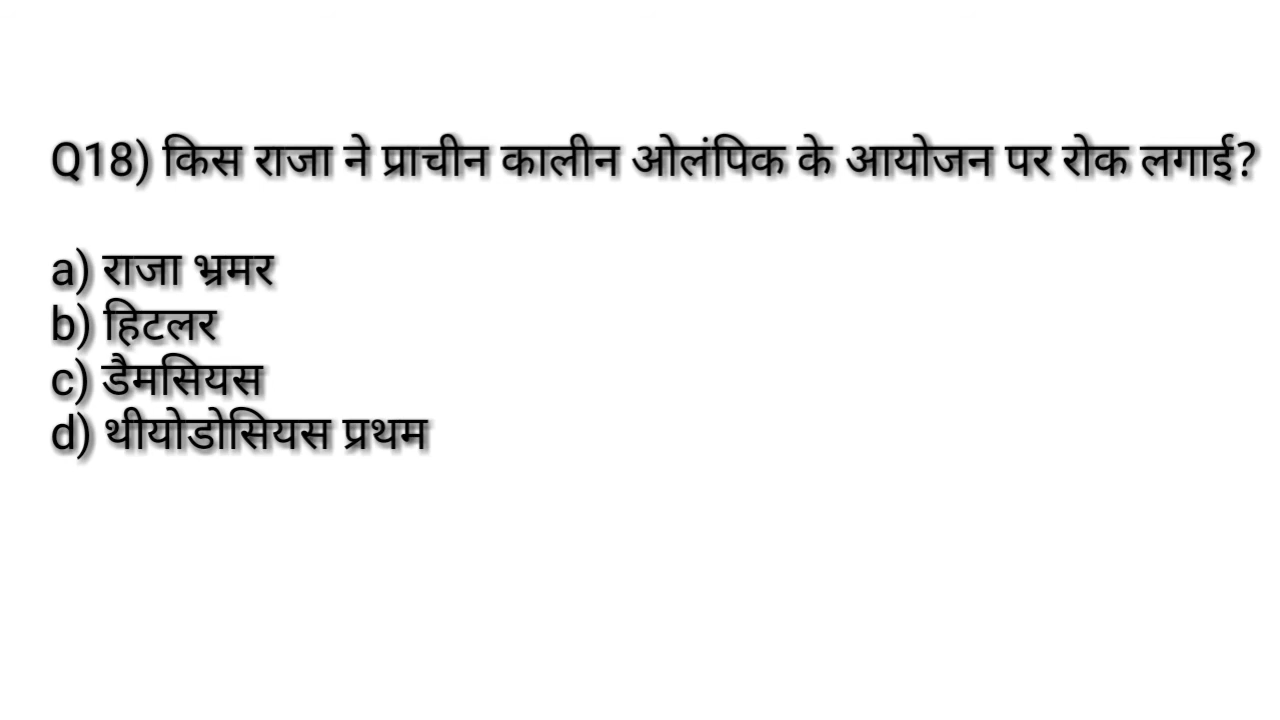 Q18) किस राजा ने प्राचीन कालीन ओलंपिक के आयोजन पर रोक लगाई?
a) राजा भ्रमर
b) हिटलर
c) डैमसियस
d) थीयोडोसियस प्रथम